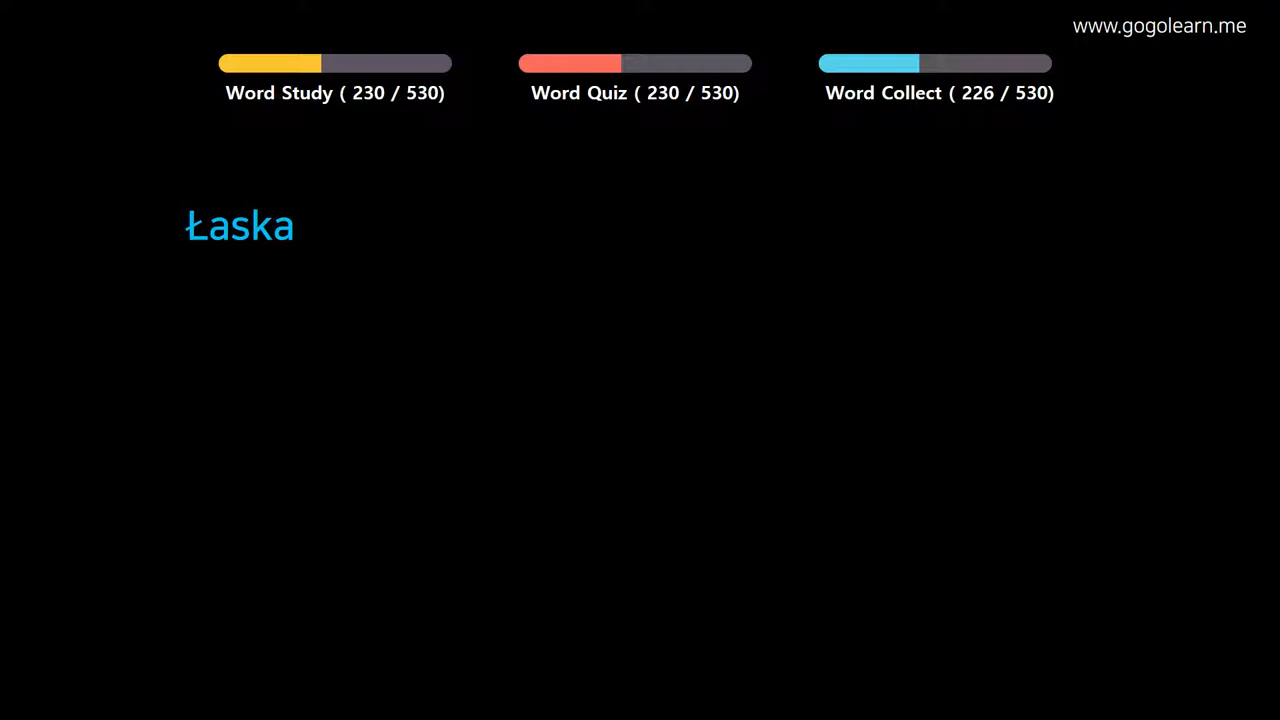 www.gogolearn.me
Word Study ( 230 / 530)
Word Quiz ( 230 / 530)
Word Collect ( 226 / 530)
Łaska